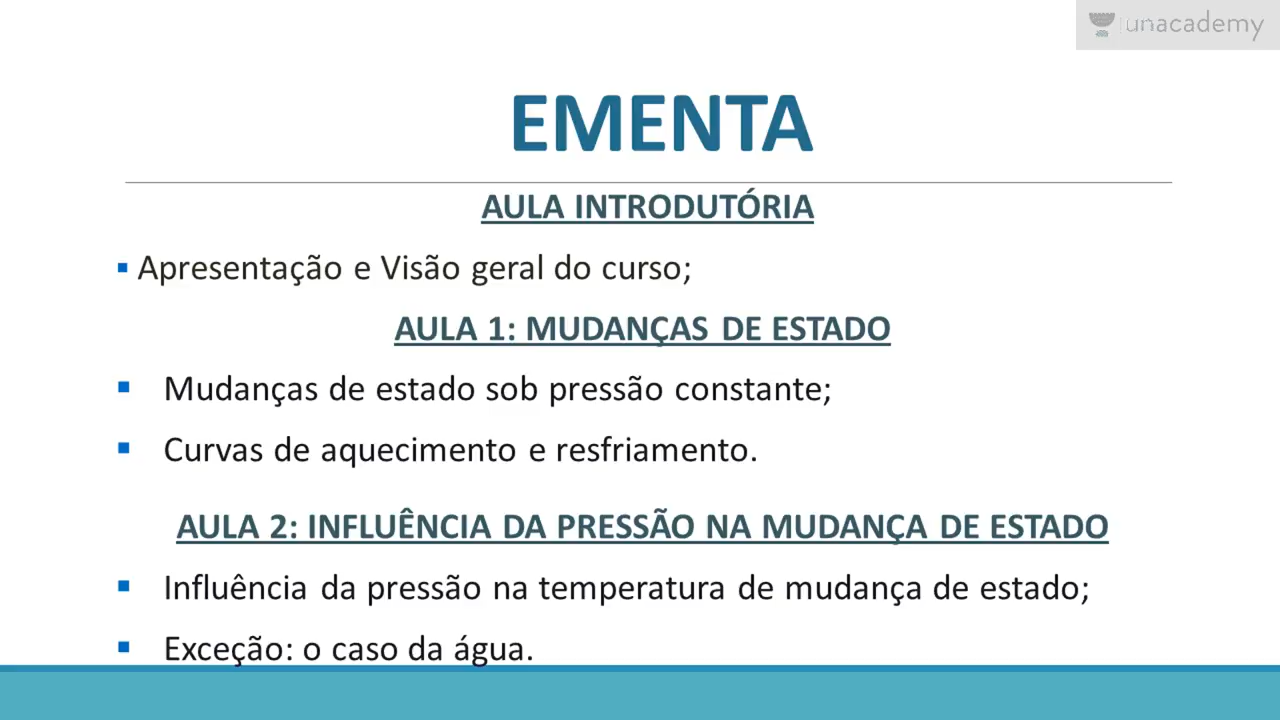 unacademy
EMENTA
AULA INTRODUTÓRIA
▪ Apresentação e Visão geral do curso;
AULA 1: MUDANÇAS DE ESTADO
▪ Mudanças de estado sob pressão constante;
▪ Curvas de aquecimento e resfriamento.
AULA 2: INFLUÊNCIA DA PRESSÃO NA MUDANÇA DE ESTADO
▪ Influência da pressão na temperatura de mudança de estado;
▪ Exceção: o caso da água.